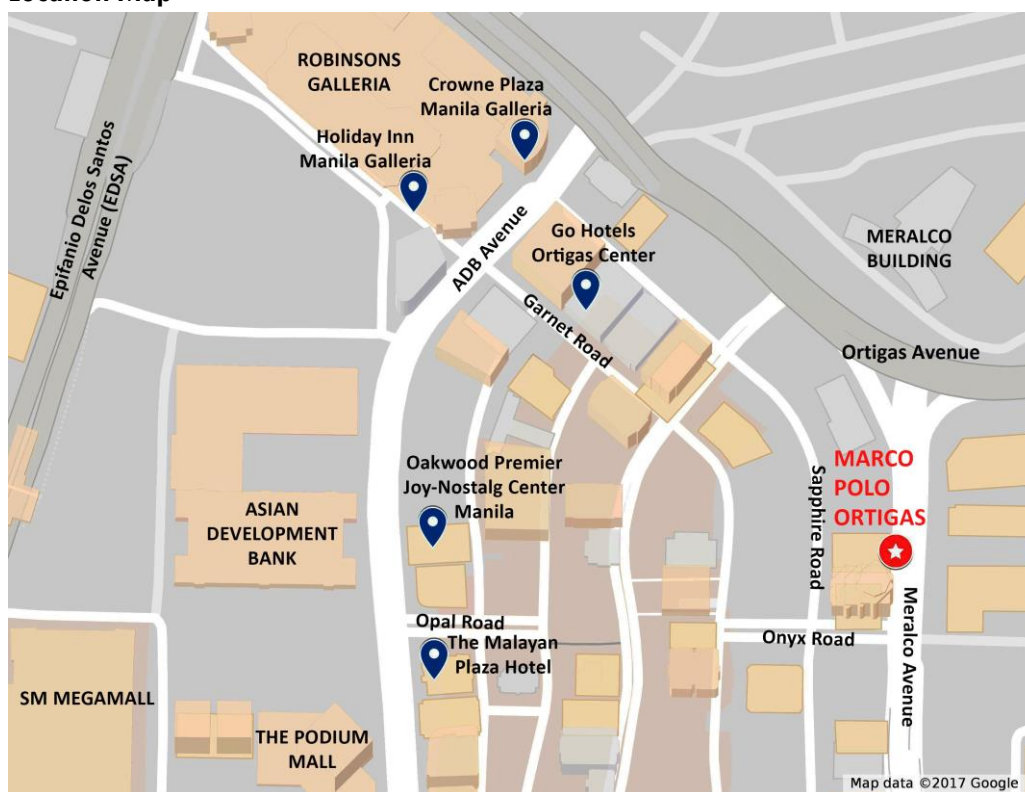 Location Map
ROBINSONS
GALLERIA
Crowne Plaza
Manila Galleria
Holiday Inn
Manila Galleria
Epifanio Delos Santos
Avenue (EDSA)
ADB Avenue
Go Hotels
Ortigas Center
Garnet Road
MERALCO
BUILDING
Ortigas Avenue
Oakwood Premier
Joy-Nostalg Center
Manila
MARCO
POLO
ORTIGAS
Sapphire Road
ASIAN
DEVELOPMENT
BANK
Opal Road
The Malayan
Plaza Hotel
Onyx Road
Meralco Avenue
SM MEGAMALL
THE PODIUM
MALL
Map data ©2017 Google